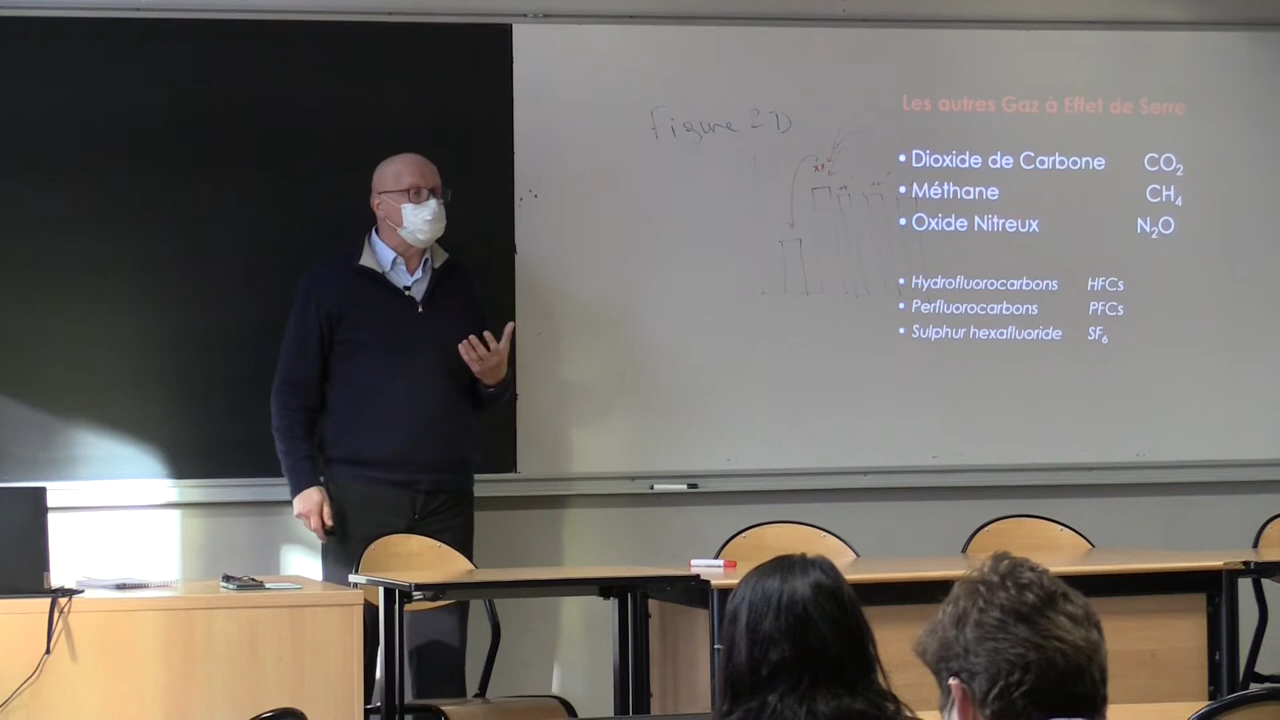 Figure 2D
Les autres Gaz à Effet de Serre
• Dioxide de Carbone CO₂
• Méthane CH₄
• Oxide Nitreux N₂O
• Hydrofluorocarbons HFCs
• Perfluorocarbons PFCs
• Sulphur hexafluoride SF₆